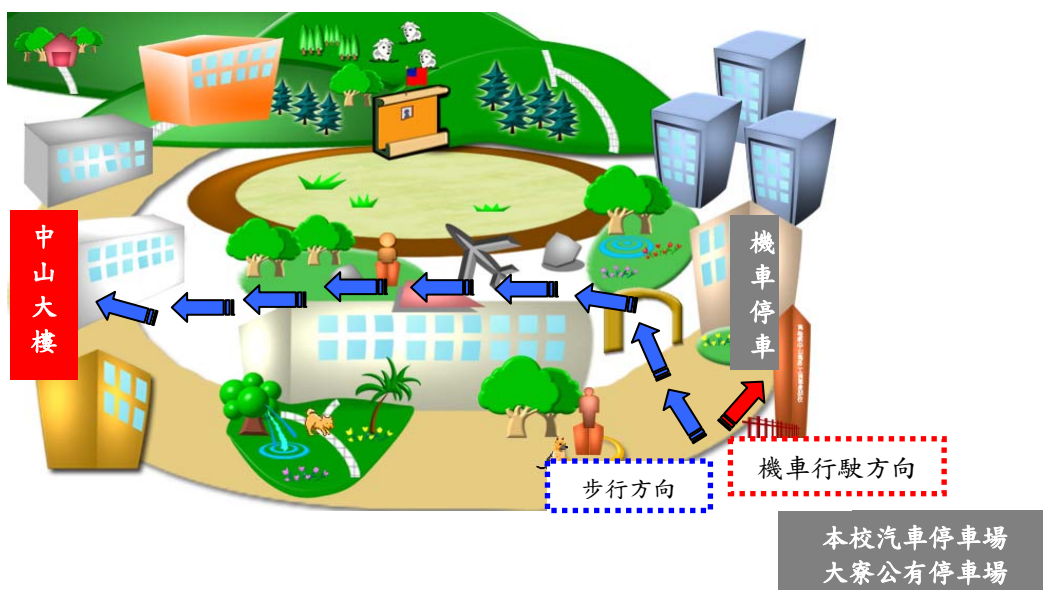 中山大樓
機車停車
機車行駛方向
步行方向
本校汽車停車場
大寮公有停車場